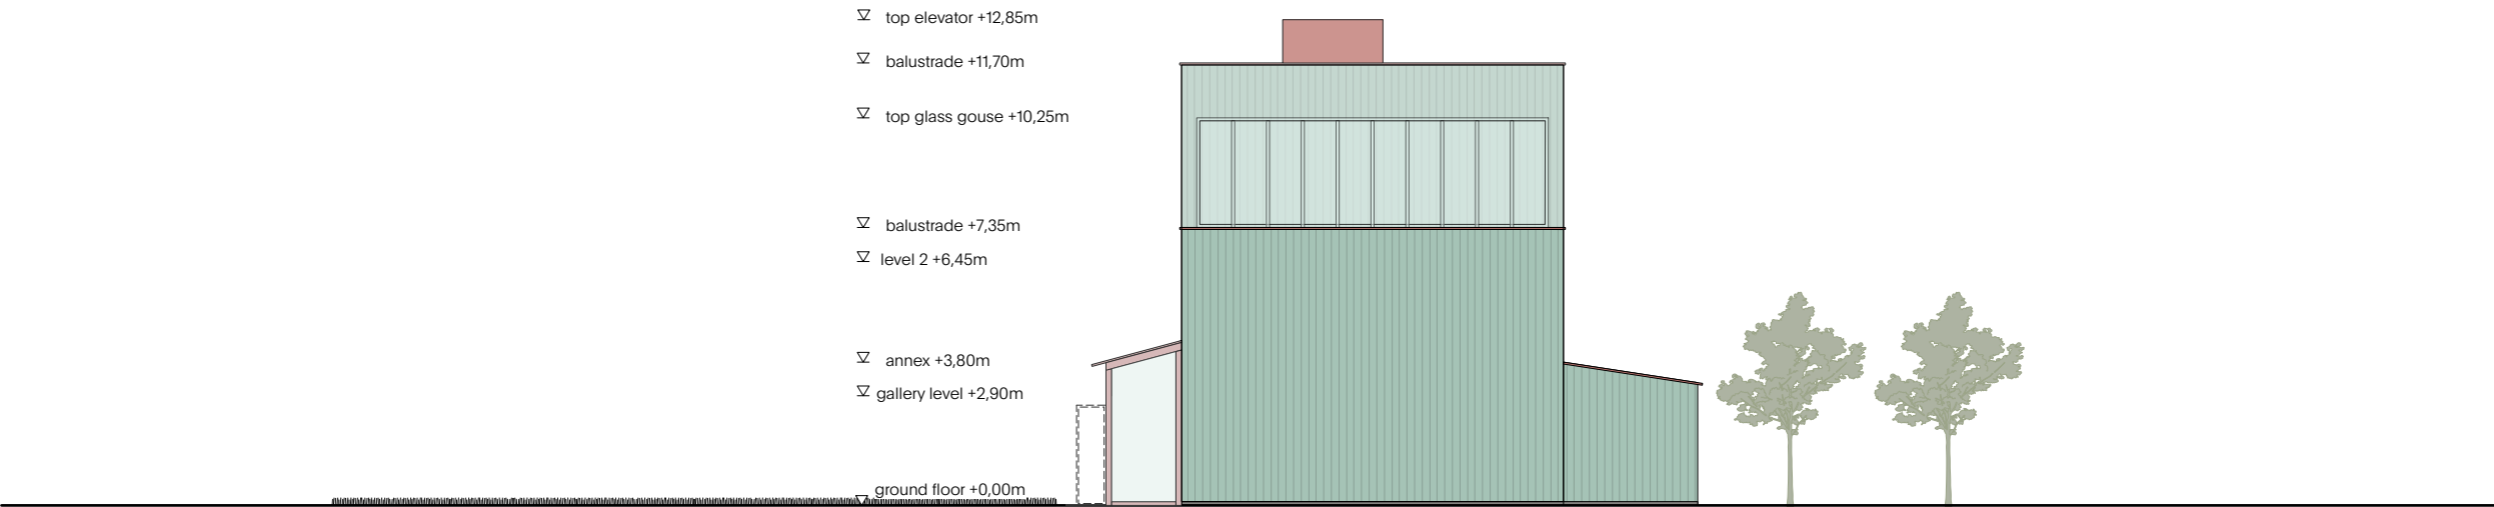 top elevator +12,85m
balustrade +11,70m
top glass gouse +10,25m
balustrade +7,35m
level 2 +6,45m
annex +3,80m
gallery level +2,90m
ground floor +0,00m